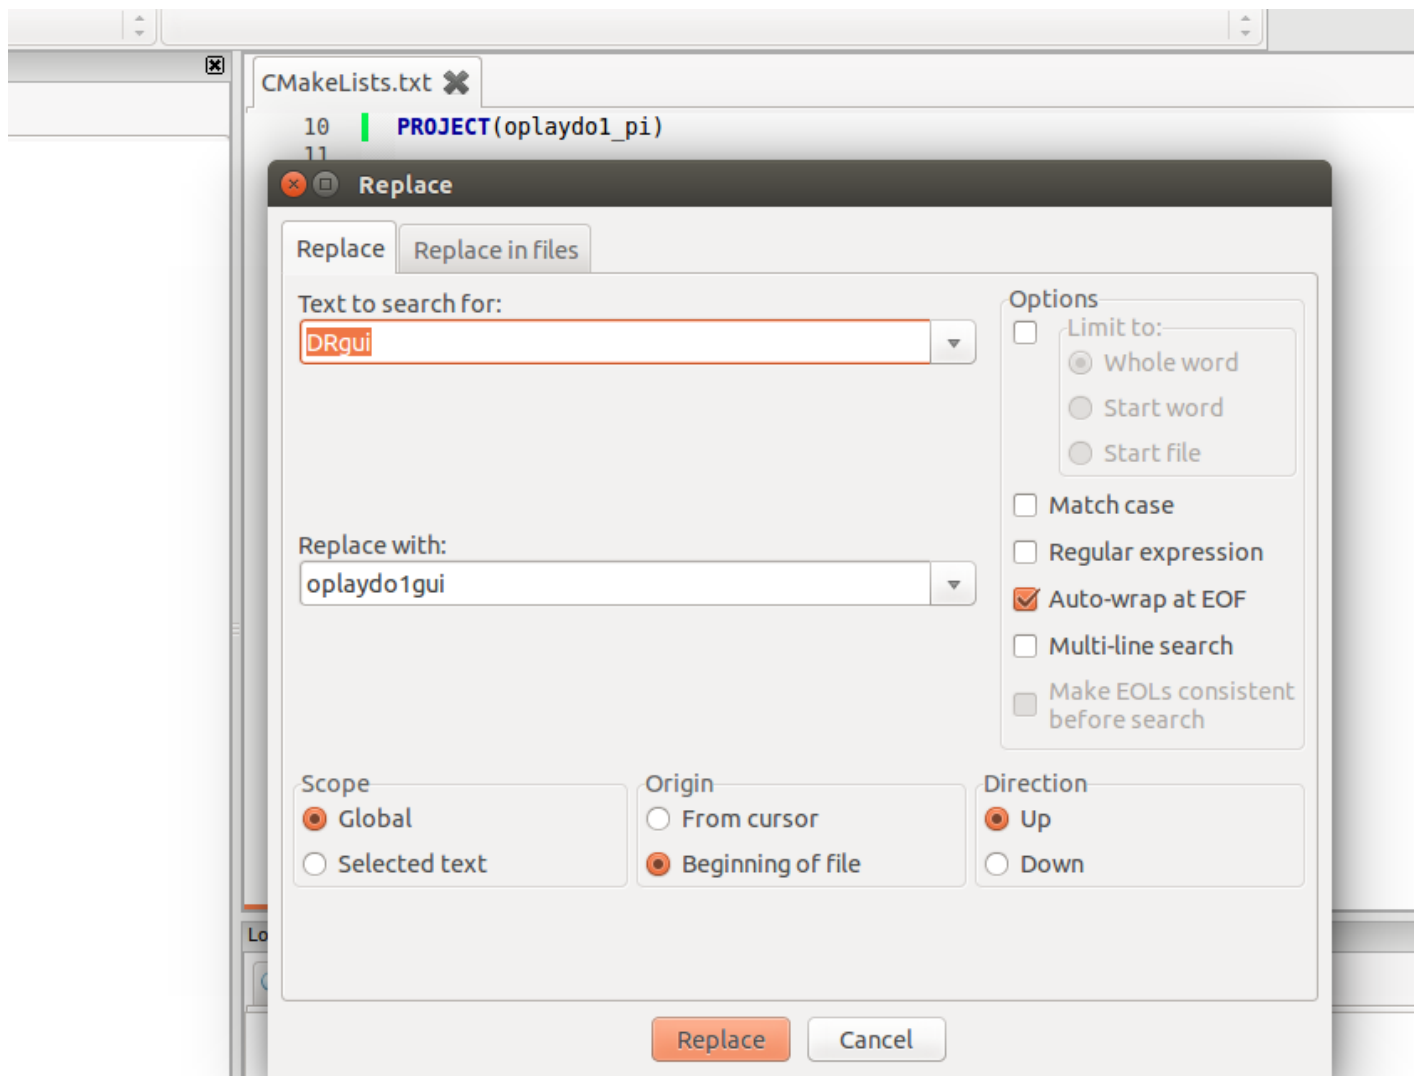 CMakeLists.txt
10 PROJECT(oplaydo1_pi)
11
Replace
Replace Replace in files
Text to search for:
DRgui
Replace with:
oplaydo1gui
Options
Limit to:
Whole word
Start word
Start file
Match case
Regular expression
Auto-wrap at EOF
Multi-line search
Make EOLs consistent
before search
Scope
Global
Selected text
Origin
From cursor
Beginning of file
Direction
Up
Down
Lo
Replace Cancel